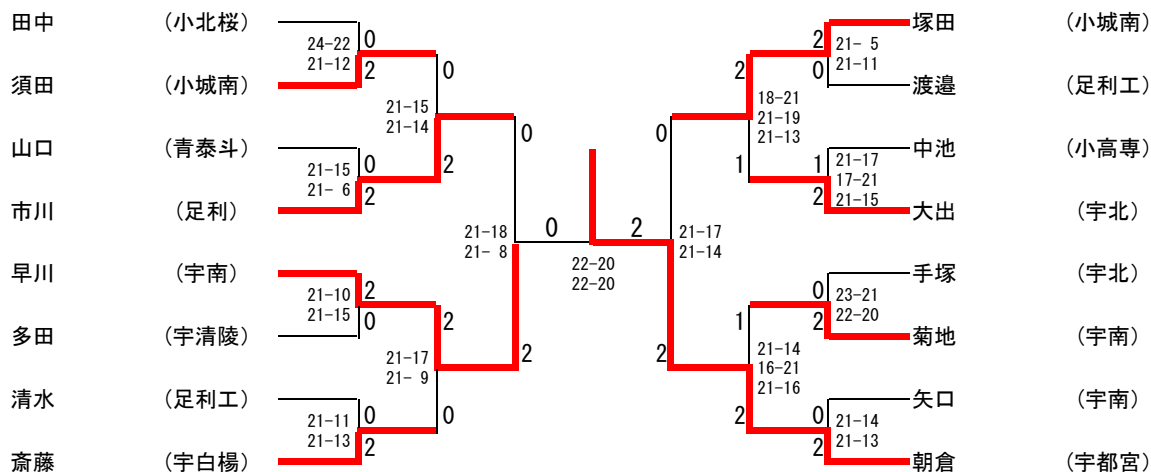 田中 (小北桜)
24-22 0
21-12 2
須田 (小城南)
0
21-15
21-14
2
山口 (青泰斗)
21-15 0
21- 6 2
市川 (足利)
0
21-18
21- 8
2
早川 (宇南)
21-10 2
21-15 0
多田 (宇清陵)
2
21-17
21- 9
0
清水 (足利工)
21-11 0
21-13 2
斎藤 (宇白楊)
0 2
22-20
22-20
塚田 (小城南)
2 21- 5
0 21-11
渡邉 (足利工)
2
18-21
21-19
21-13
1
中池 (小高専)
1 21-17
17-21
2 21-15
大出 (宇北)
0
21-17
21-14
2
手塚 (宇北)
0 23-21
2 22-20
菊地 (宇南)
1
21-14
16-21
21-16
2
矢口 (宇南)
0 21-14
2 21-13
朝倉 (宇都宮)